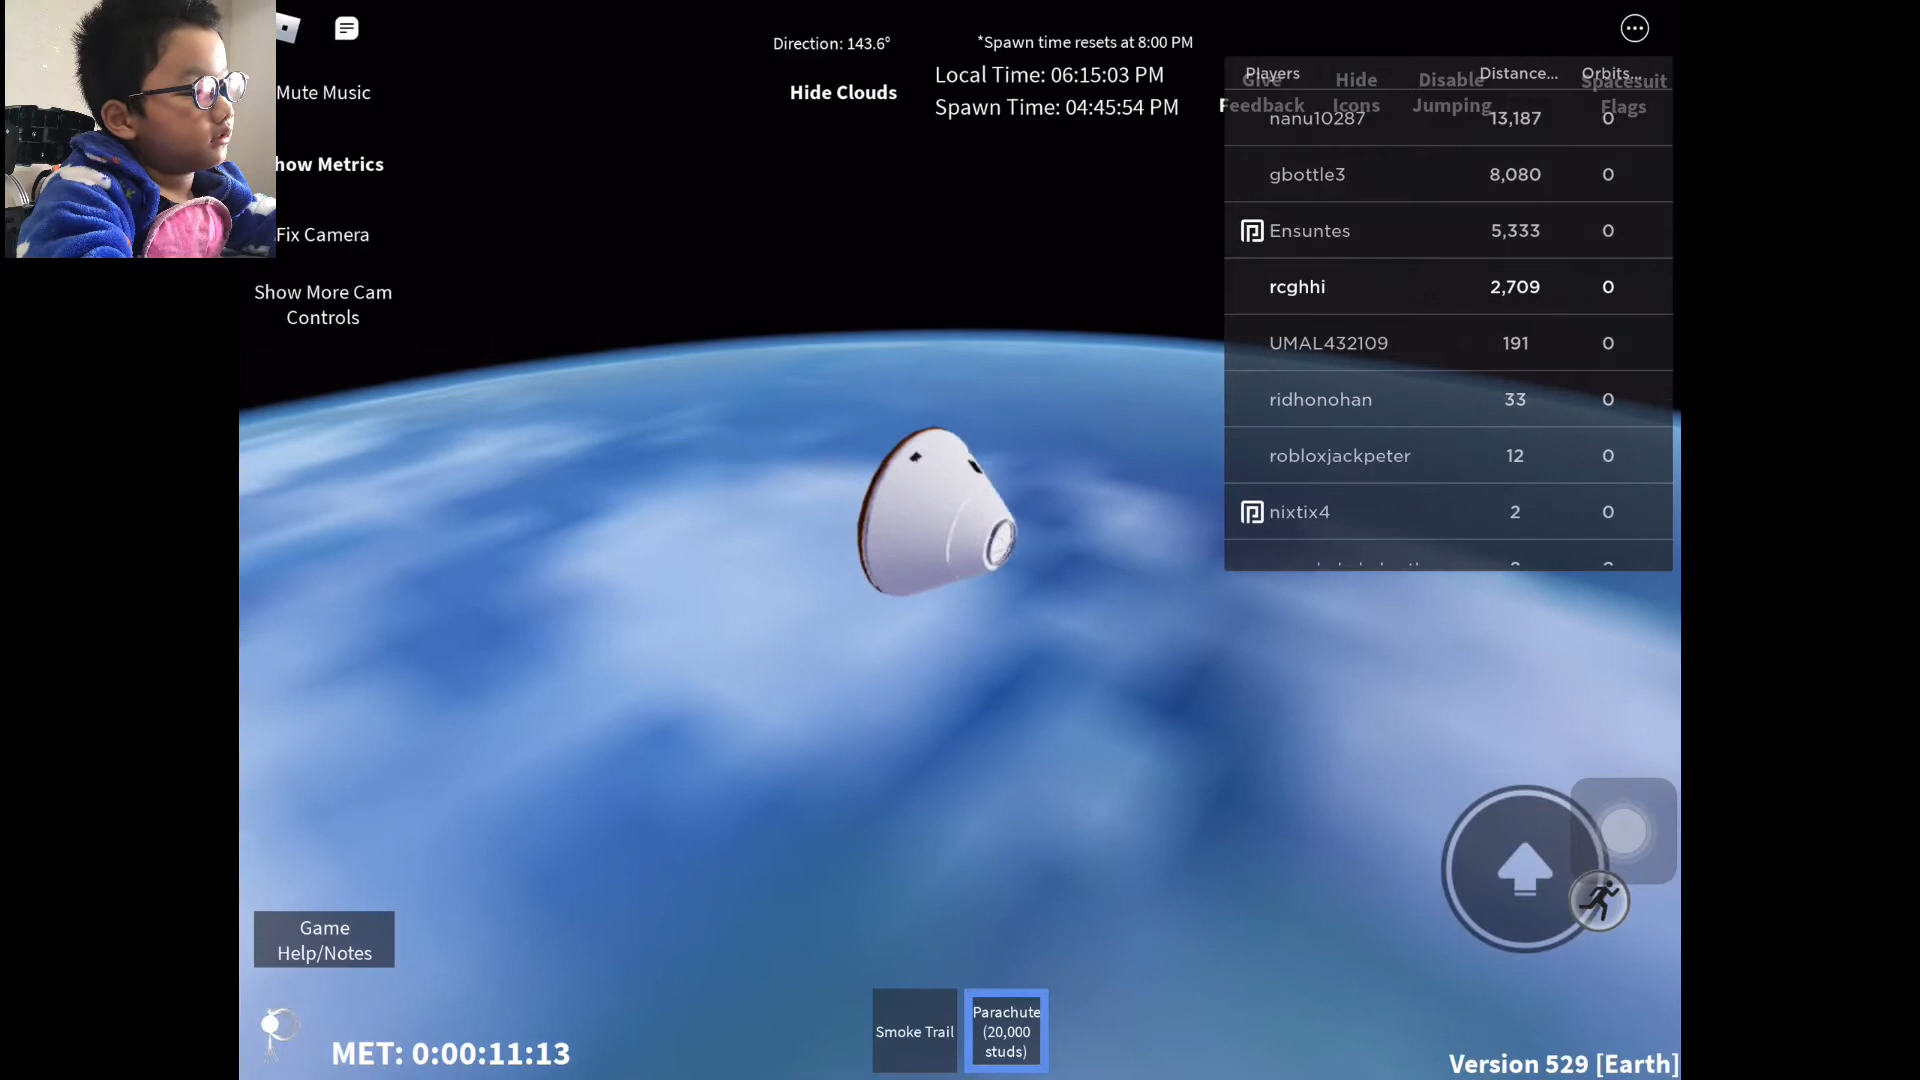 Direction: 143.6°
*Spawn time resets at 8:00 PM
Local Time: 06:15:03 PM
Spawn Time: 04:45:54 PM
Hide Clouds
Mute Music
how Metrics
Fix Camera
Show More Cam
Controls
Give
Feedback
Hide
Icons
Disable
Jumping
Spacesuit
Flags
Players Distance... Orbits...
nanu10287 13,187 0
gbottle3 8,080 0
Ensuntes 5,333 0
rcghhi 2,709 0
UMAL432109 191 0
ridhonohan 33 0
robloxjackpeter 12 0
nixtix4 2 0
Game
Help/Notes
MET: 0:00:11:13
Smoke Trail
Parachute
(20,000
studs)
Version 529 [Earth]